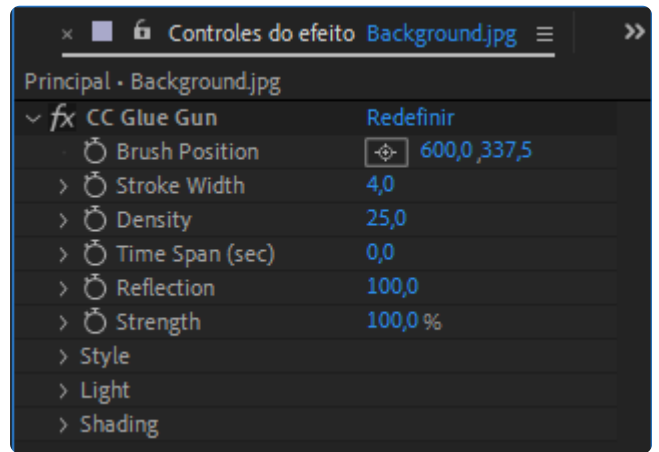 Controles do efeito Background.jpg
Principal • Background.jpg
fx CC Glue Gun Redefinir
Brush Position 600,0 ,337,5
Stroke Width 4,0
Density 25,0
Time Span (sec) 0,0
Reflection 100,0
Strength 100,0 %
Style
Light
Shading